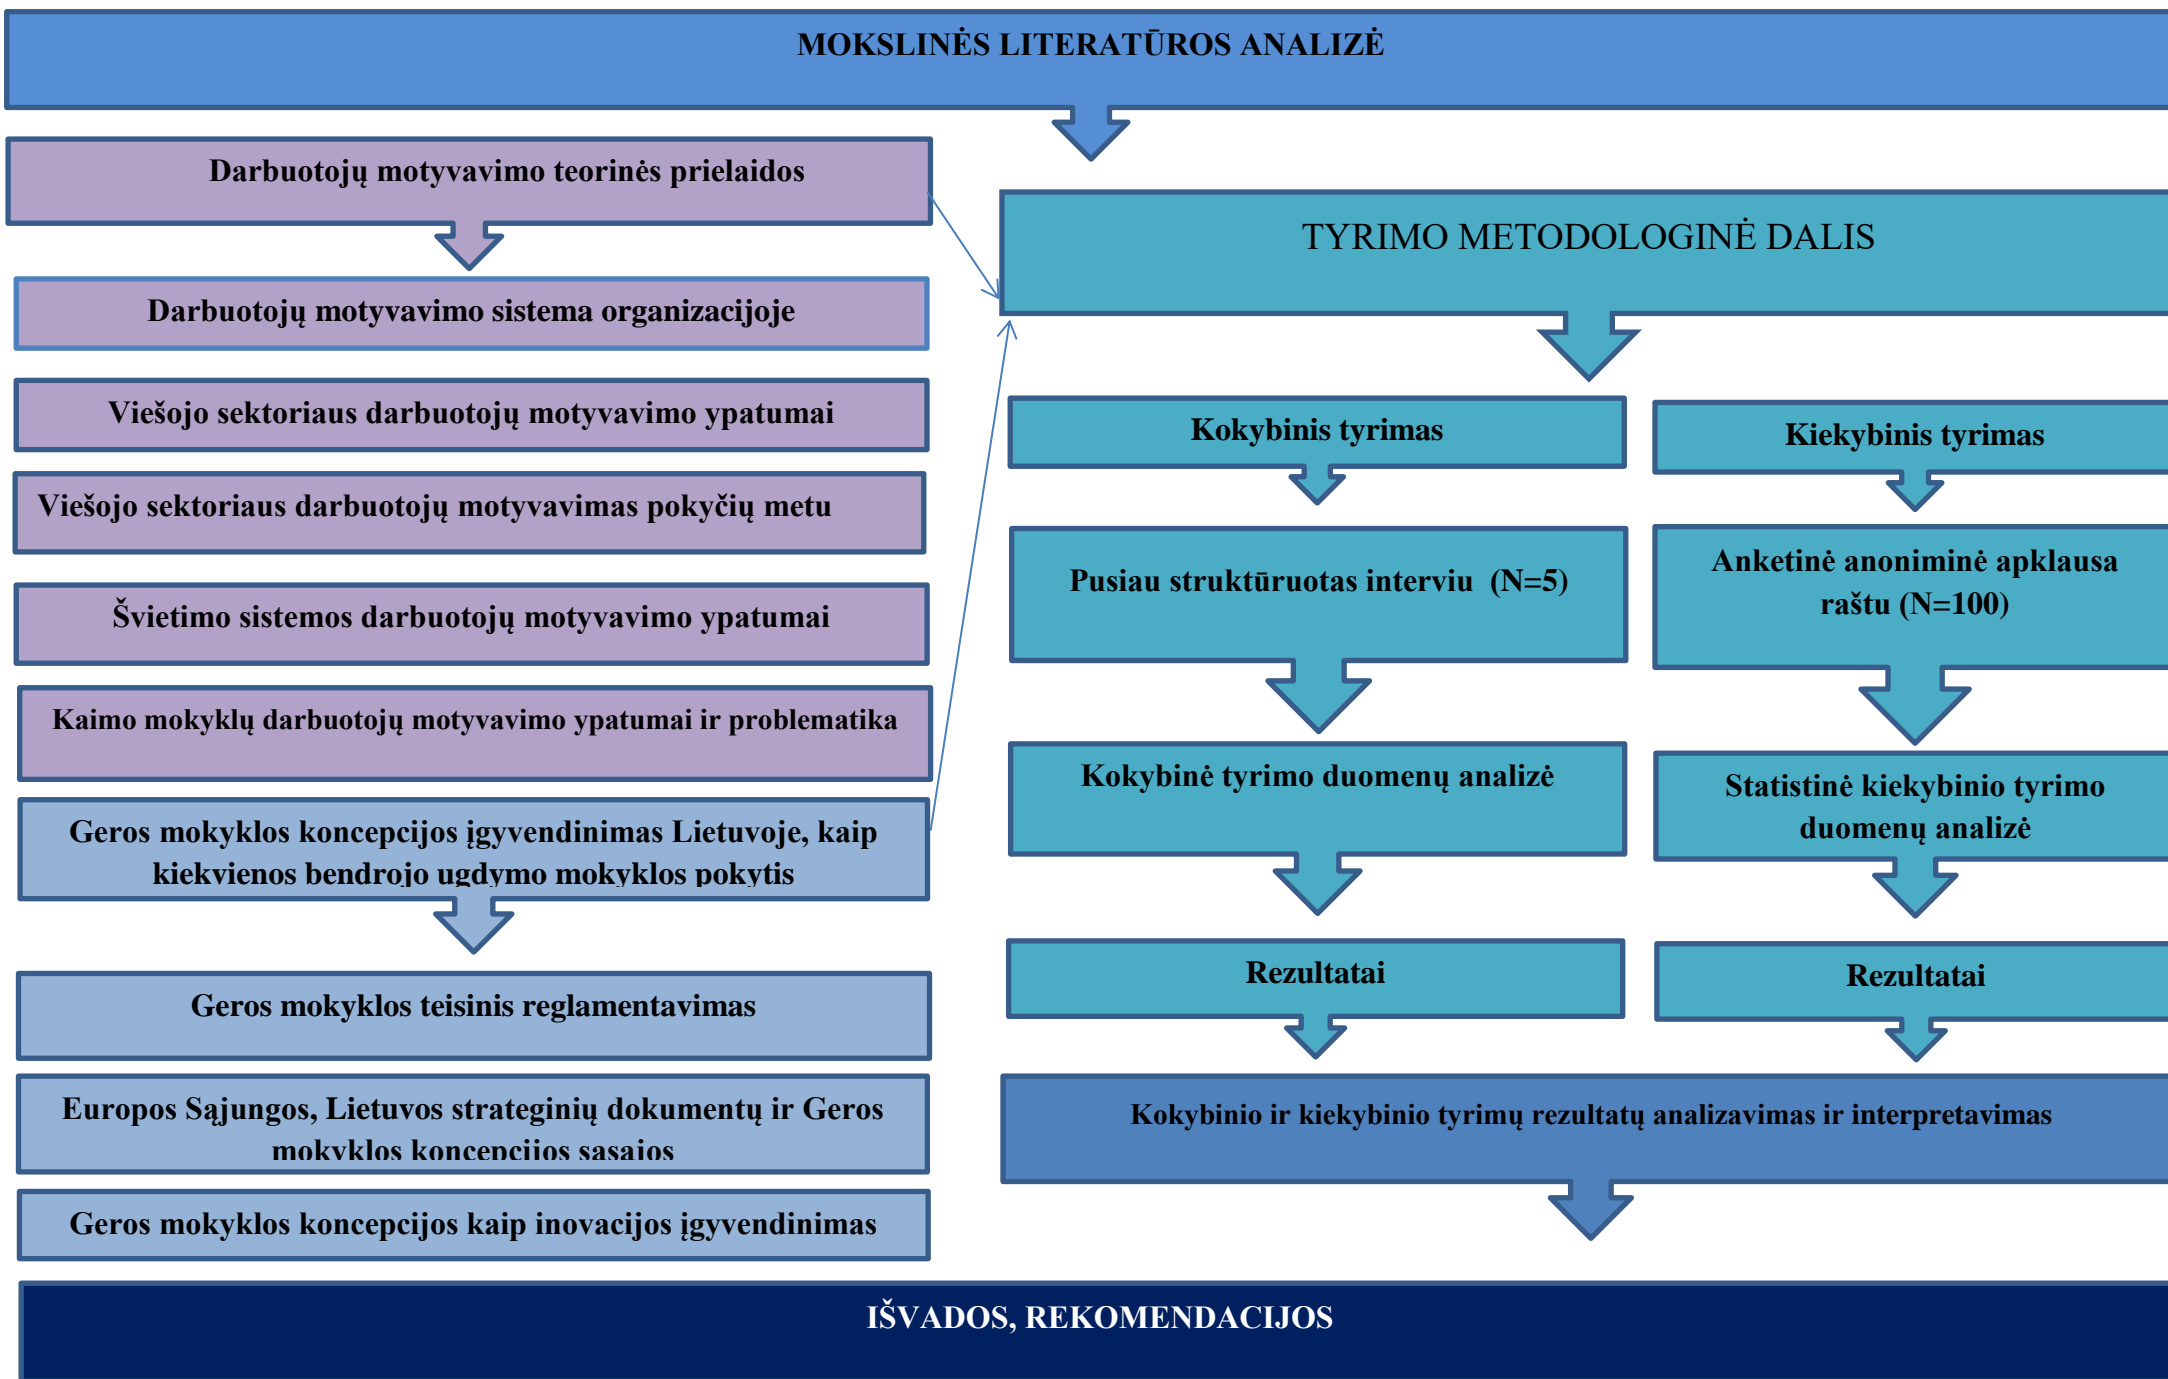 MOKSLINĖS LITERATŪROS ANALIZĖ
Darbuotojų motyvavimo teorinės prielaidos
Darbuotojų motyvavimo sistema organizacijoje
Viešojo sektoriaus darbuotojų motyvavimo ypatumai
Viešojo sektoriaus darbuotojų motyvavimas pokyčių metu
Švietimo sistemos darbuotojų motyvavimo ypatumai
Kaimo mokyklų darbuotojų motyvavimo ypatumai ir problematika
Geros mokyklos koncepcijos įgyvendinimas Lietuvoje, kaip
kiekvienos bendrojo ugdymo mokyklos pokytis
Geros mokyklos teisinis reglamentavimas
Europos Sąjungos, Lietuvos strateginių dokumentų ir Geros
mokyklos koncepcijos sąsajos
Geros mokyklos koncepcijos kaip inovacijos įgyvendinimas
TYRIMO METODOLOGINĖ DALIS
Kokybinis tyrimas
Pusiau struktūruotas interviu (N=5)
Kokybinė tyrimo duomenų analizė
Rezultatai
Kiekybinis tyrimas
Anketinė anoniminė apklausa
raštu (N=100)
Statistinė kiekybinio tyrimo
duomenų analizė
Rezultatai
Kokybinio ir kiekybinio tyrimų rezultatų analizavimas ir interpretavimas
IŠVADOS, REKOMENDACIJOS